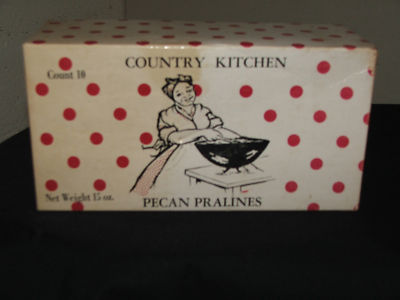 COUNTRY KITCHEN
Count 10
Net Weight 15 oz.
PECAN PRALINES